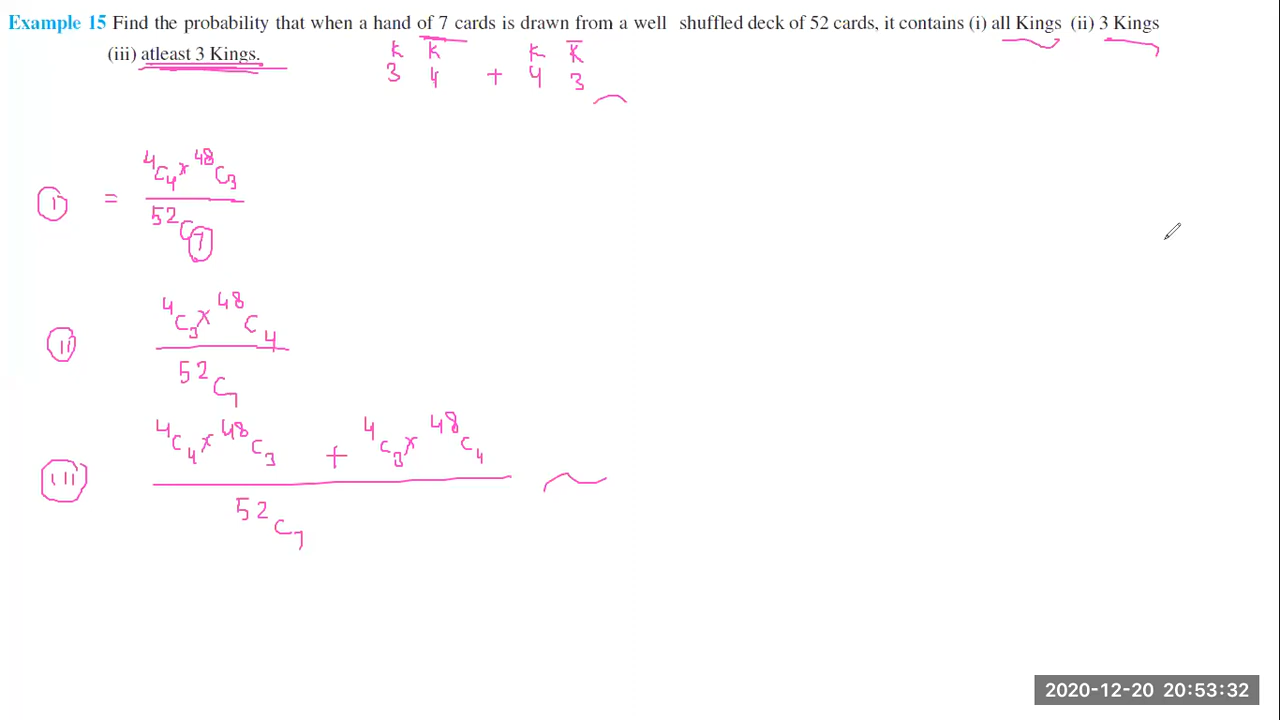 Example 15 Find the probability that when a hand of 7 cards is drawn from a well shuffled deck of 52 cards, it contains (i) all Kings (ii) 3 Kings
(iii) atleast 3 Kings.
K K̅ K K̅
3 4 + 4 3
(i) = ⁴C₄ × ⁴⁸C₃
⁵²C₇
(ii) ⁴C₃ × ⁴⁸C₄
⁵²C₇
(iii) ⁴C₄ × ⁴⁸C₃ + ⁴C₃ × ⁴⁸C₄
⁵²C₇
2020-12-20 20:53:32